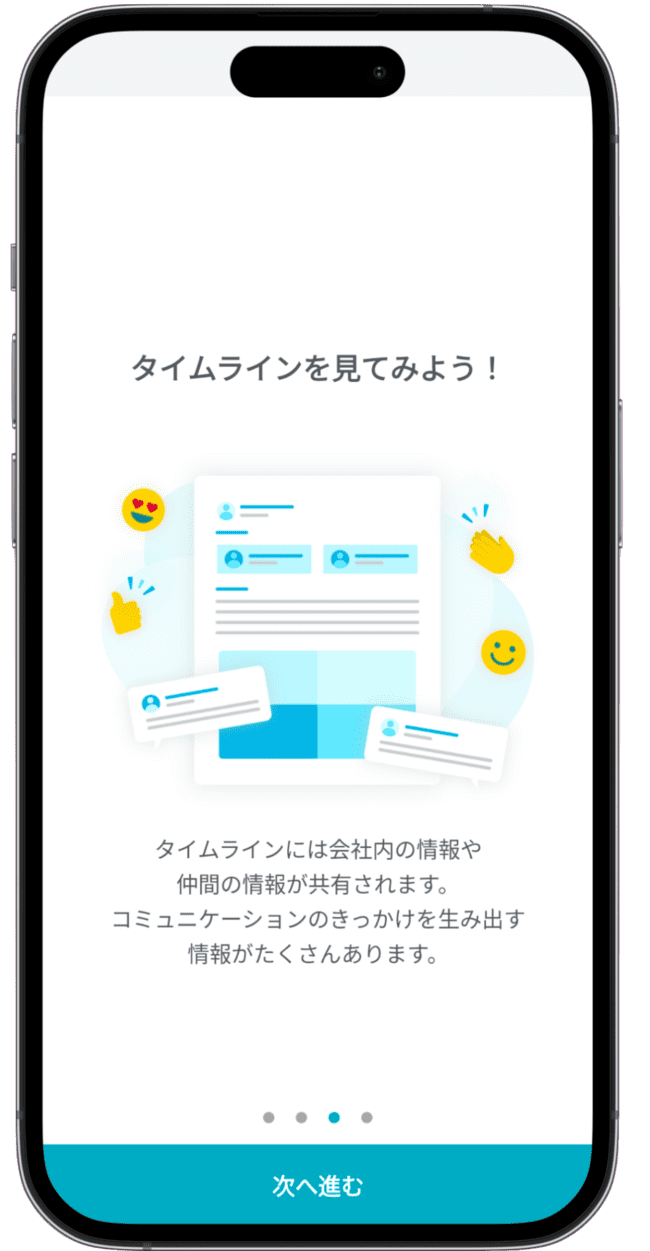 タイムラインを見てみよう！
タイムラインには会社内の情報や
仲間の情報が共有されます。
コミュニケーションのきっかけを生み出す
情報がたくさんあります。
次へ進む